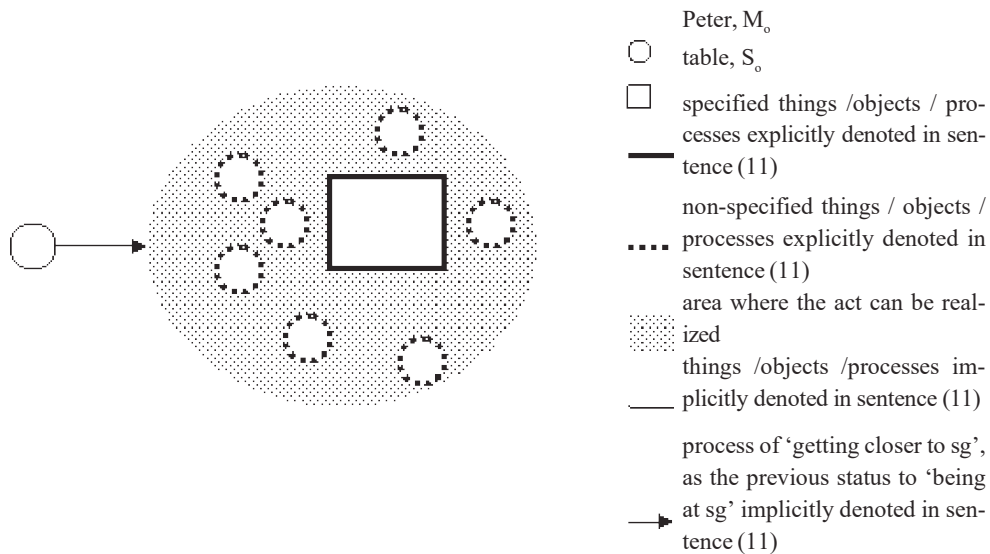 Peter, Mₒ
table, Sₒ
specified things /objects / pro-
cesses explicitly denoted in sen-
tence (11)
non-specified things / objects /
processes explicitly denoted in
sentence (11)
area where the act can be real-
ized
things /objects /processes im-
plicitly denoted in sentence (11)
process of ‘getting closer to sg’,
as the previous status to ‘being
at sg’ implicitly denoted in sen-
tence (11)